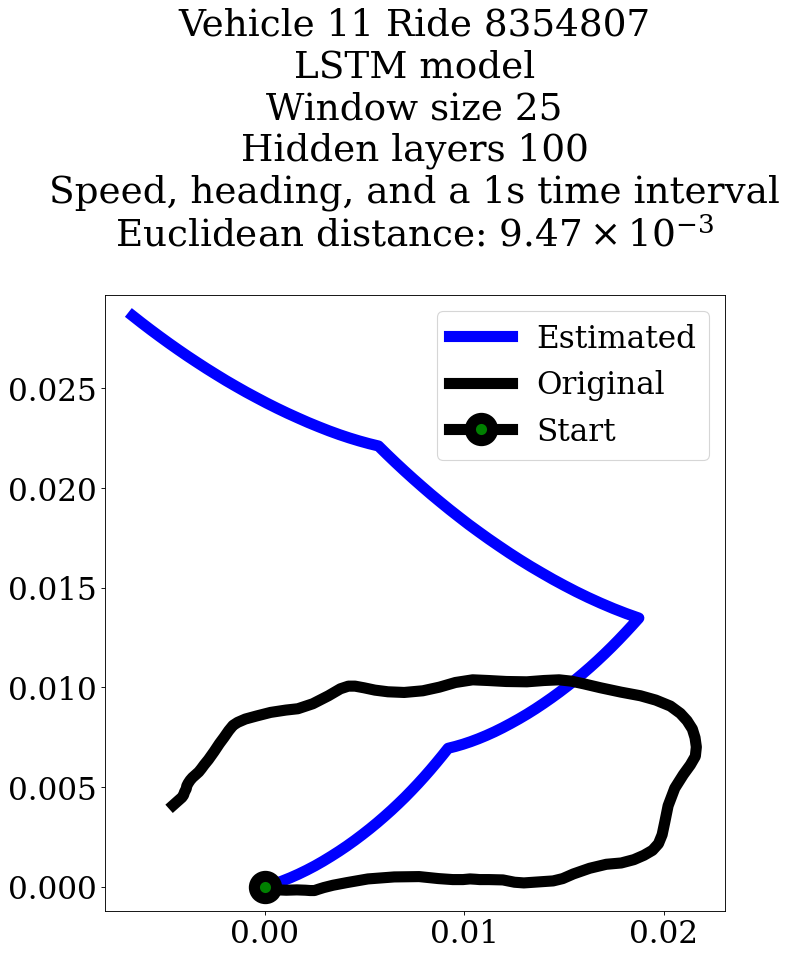 Vehicle 11 Ride 8354807
LSTM model
Window size 25
Hidden layers 100
Speed, heading, and a 1s time interval
Euclidean distance: 9.47 × 10⁻³
Estimated
Original
Start
0.025
0.020
0.015
0.010
0.005
0.000
0.00 0.01 0.02